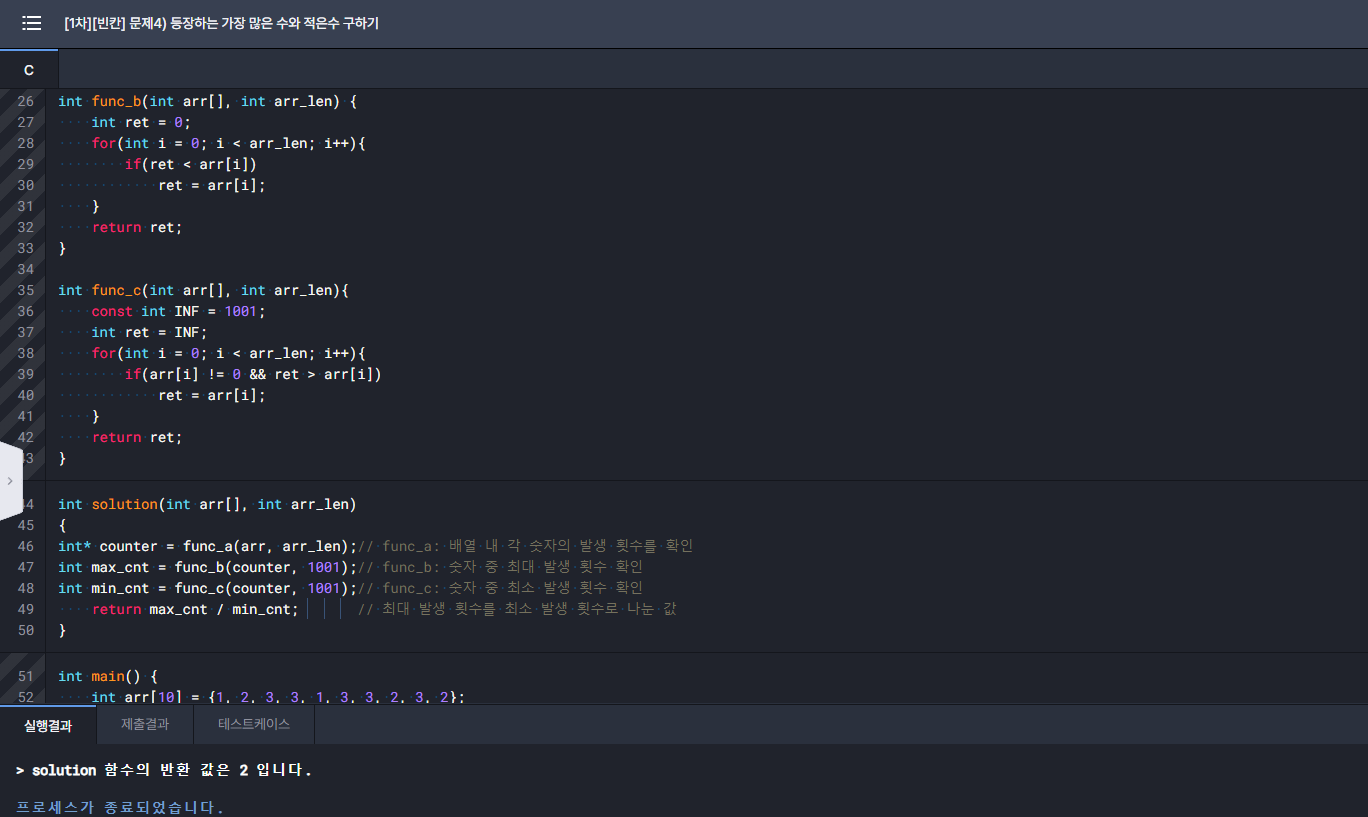 [1차][빈칸] 문제4) 등장하는 가장 많은 수와 적은수 구하기
C
26 int func_b(int arr[], int arr_len) {
27     int ret = 0;
28     for(int i = 0; i < arr_len; i++){
29         if(ret < arr[i])
30             ret = arr[i];
31     }
32     return ret;
33 }
34
35 int func_c(int arr[], int arr_len){
36     const int INF = 1001;
37     int ret = INF;
38     for(int i = 0; i < arr_len; i++){
39         if(arr[i] != 0 && ret > arr[i])
40             ret = arr[i];
41     }
42     return ret;
3 }
4 int solution(int arr[], int arr_len)
45 {
46 int* counter = func_a(arr, arr_len);// func_a: 배열 내 각 숫자의 발생 횟수를 확인
47 int max_cnt = func_b(counter, 1001);// func_b: 숫자 중 최대 발생 횟수 확인
48 int min_cnt = func_c(counter, 1001);// func_c: 숫자 중 최소 발생 횟수 확인
49     return max_cnt / min_cnt;       // 최대 발생 횟수를 최소 발생 횟수로 나눈 값
50 }
51 int main() {
52     int arr[10] = {1, 2, 3, 3, 1, 3, 3, 2, 3, 2};
실행결과 제출결과 테스트케이스
> solution 함수의 반환 값은 2 입니다.
프로세스가 종료되었습니다.